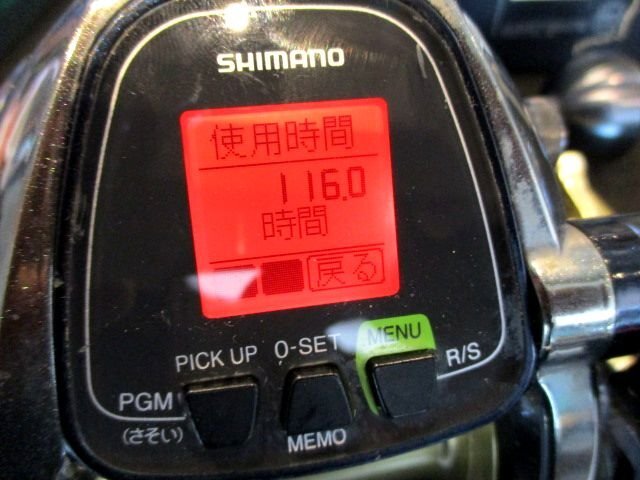 SHIMANO
使用時間
116.0
時間
戻る
PICK UP
0-SET
MENU
R/S
PGM
(さそい)
MEMO